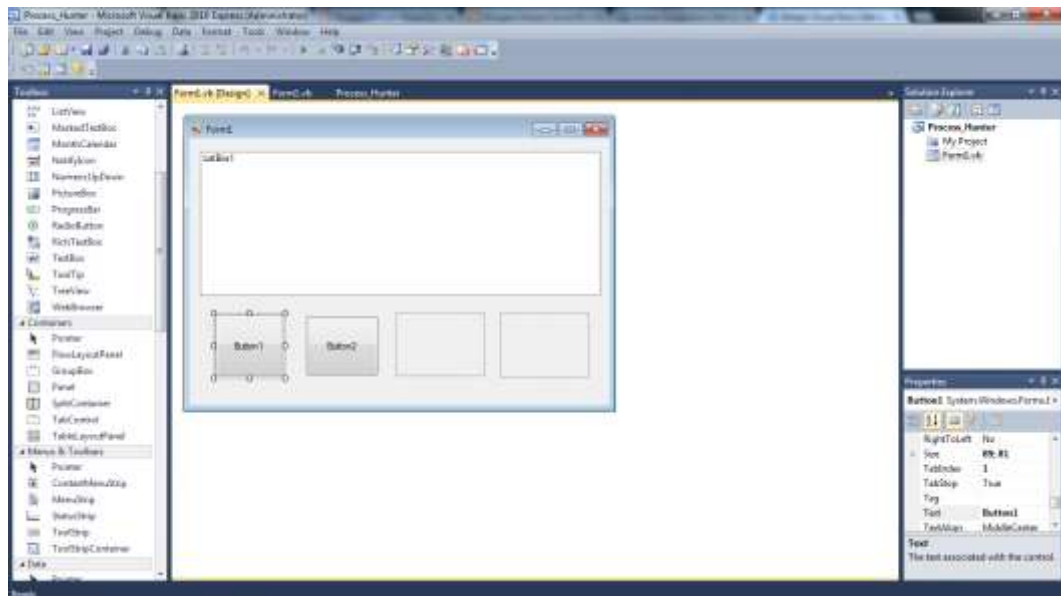 Process_Hunter - Microsoft Visual Basic 2010 Express (Administrator)
File Edit View Project Debug Data Format Tools Window Help
Toolbox
ListView
MaskedTextBox
MonthCalendar
NotifyIcon
NumericUpDown
PictureBox
ProgressBar
RadioButton
RichTextBox
TextBox
ToolTip
TreeView
WebBrowser
Containers
Pointer
FlowLayoutPanel
GroupBox
Panel
SplitContainer
TabControl
TableLayoutPanel
Menus & Toolbars
Pointer
ContextMenuStrip
MenuStrip
StatusStrip
ToolStrip
ToolStripContainer
Data
Pointer
Form1.vb [Design] Form1.vb Process_Hunter
Form1
ListBox1
Button1 Button2
Solution Explorer
Process_Hunter
My Project
Form1.vb
Properties
Button1 System.Windows.Forms.B
RightToLeft No
Size
TabIndex 1
TabStop True
Tag
Text Button1
TextAlign MiddleCenter
Text
The text associated with the control.
Ready